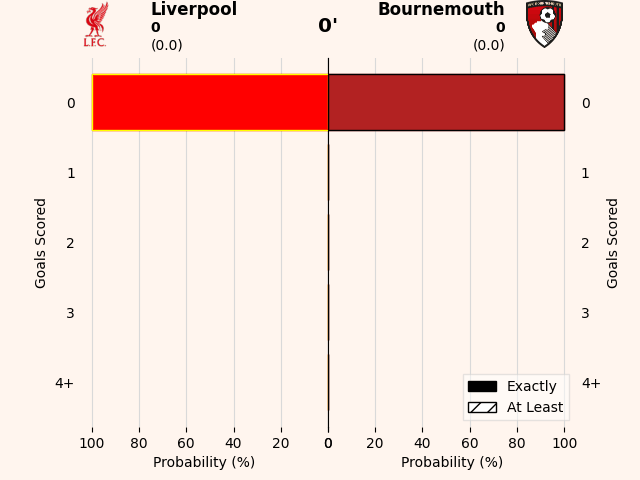 Liverpool
0
(0.0)
0'
Bournemouth
0
(0.0)
L.F.C.
Goals Scored
0
1
2
3
4+
0
1
2
3
4+
Goals Scored
Exactly
At Least
100 80 60 40 20 0 20 40 60 80 100
Probability (%)
Probability (%)